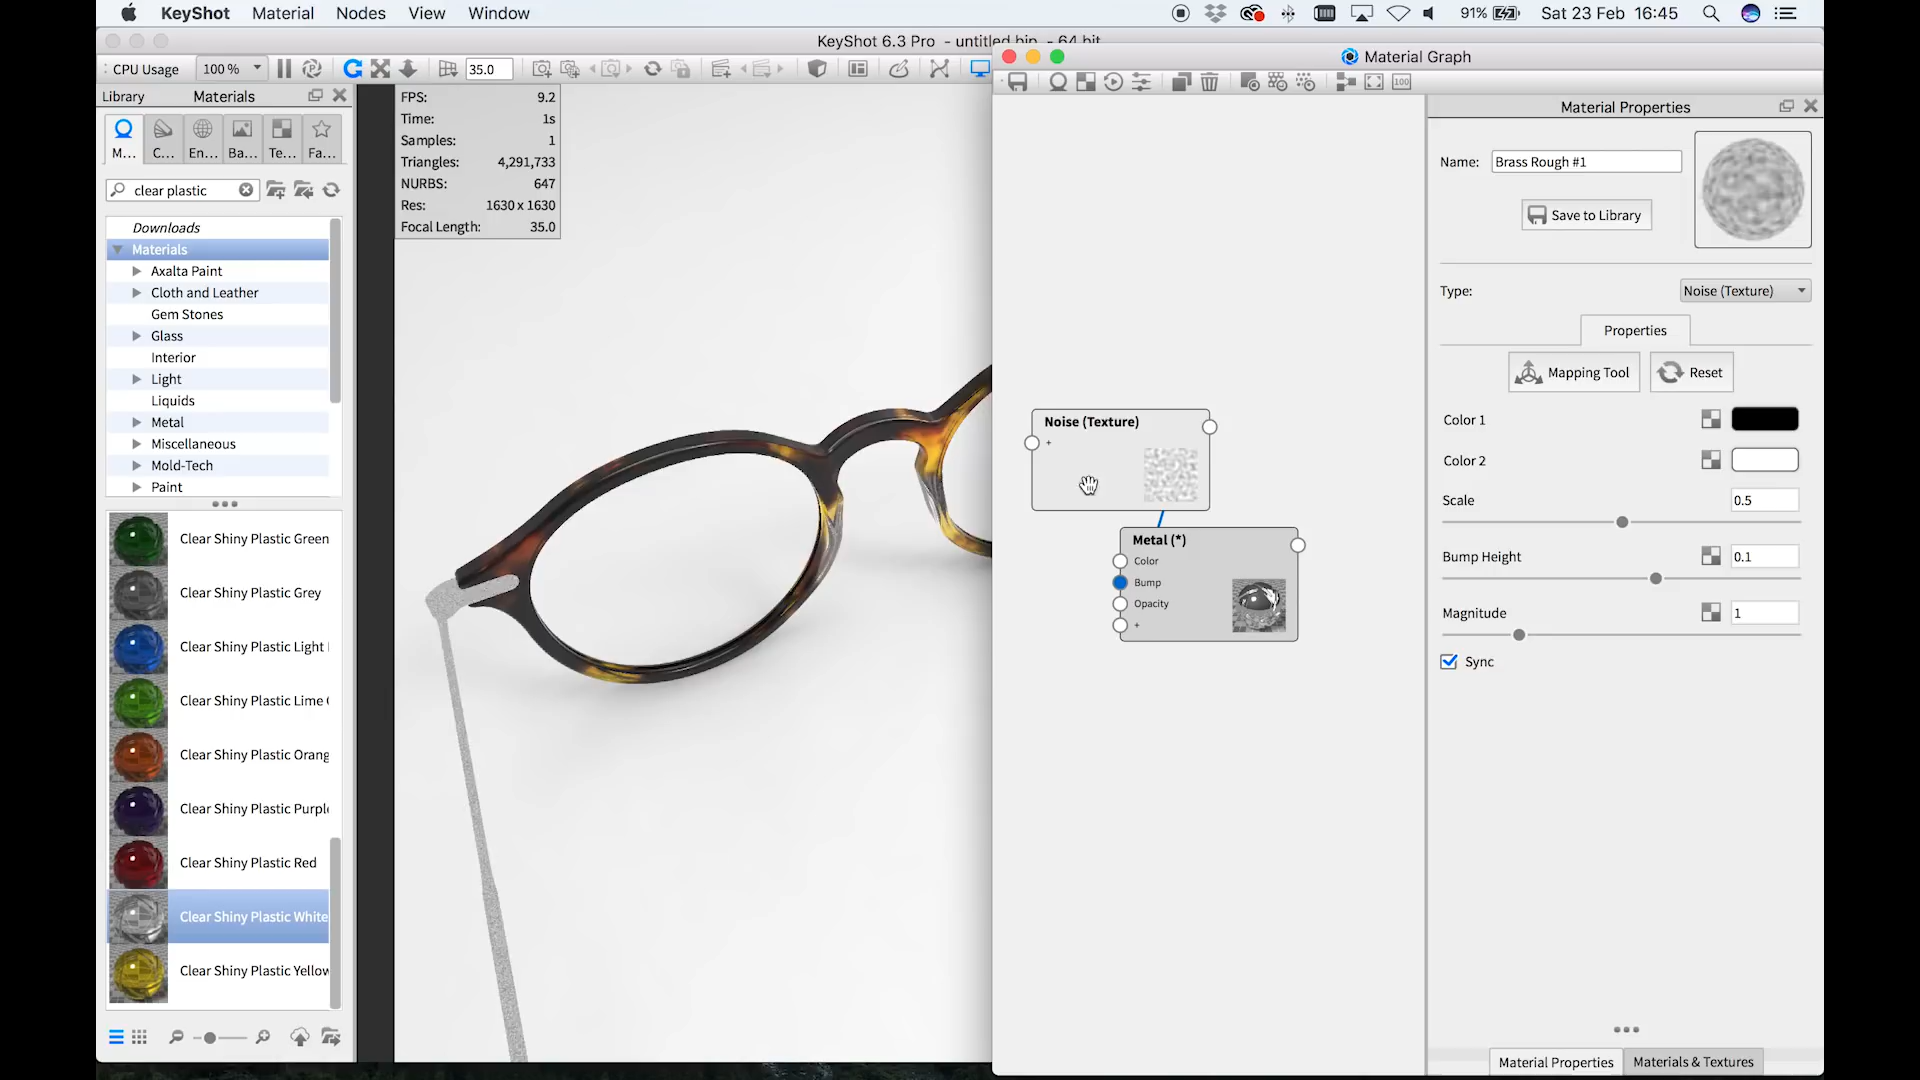 KeyShot Material Nodes View Window 91% Sat 23 Feb 16:45
KeyShot 6.3 Pro - untitled.bip - 64 bit
CPU Usage 100 % 35.0
Library Materials
M... C... En... Ba... Te... Fa...
clear plastic
Downloads
Materials
Axalta Paint
Cloth and Leather
Gem Stones
Glass
Interior
Light
Liquids
Metal
Miscellaneous
Mold-Tech
Paint
Clear Shiny Plastic Green
Clear Shiny Plastic Grey
Clear Shiny Plastic Light
Clear Shiny Plastic Lime
Clear Shiny Plastic Orang
Clear Shiny Plastic Purple
Clear Shiny Plastic Red
Clear Shiny Plastic White
Clear Shiny Plastic Yellow
FPS: 9.2
Time: 1s
Samples: 1
Triangles: 4,291,733
NURBS: 647
Res: 1630 x 1630
Focal Length: 35.0
Material Graph
100
Noise (Texture)
+
Metal (*)
Color
Bump
Opacity
+
Material Properties
Name: Brass Rough #1
Save to Library
Type: Noise (Texture)
Properties
Mapping Tool Reset
Color 1
Color 2
Scale 0.5
Bump Height 0.1
Magnitude 1
Sync
Material Properties Materials & Textures